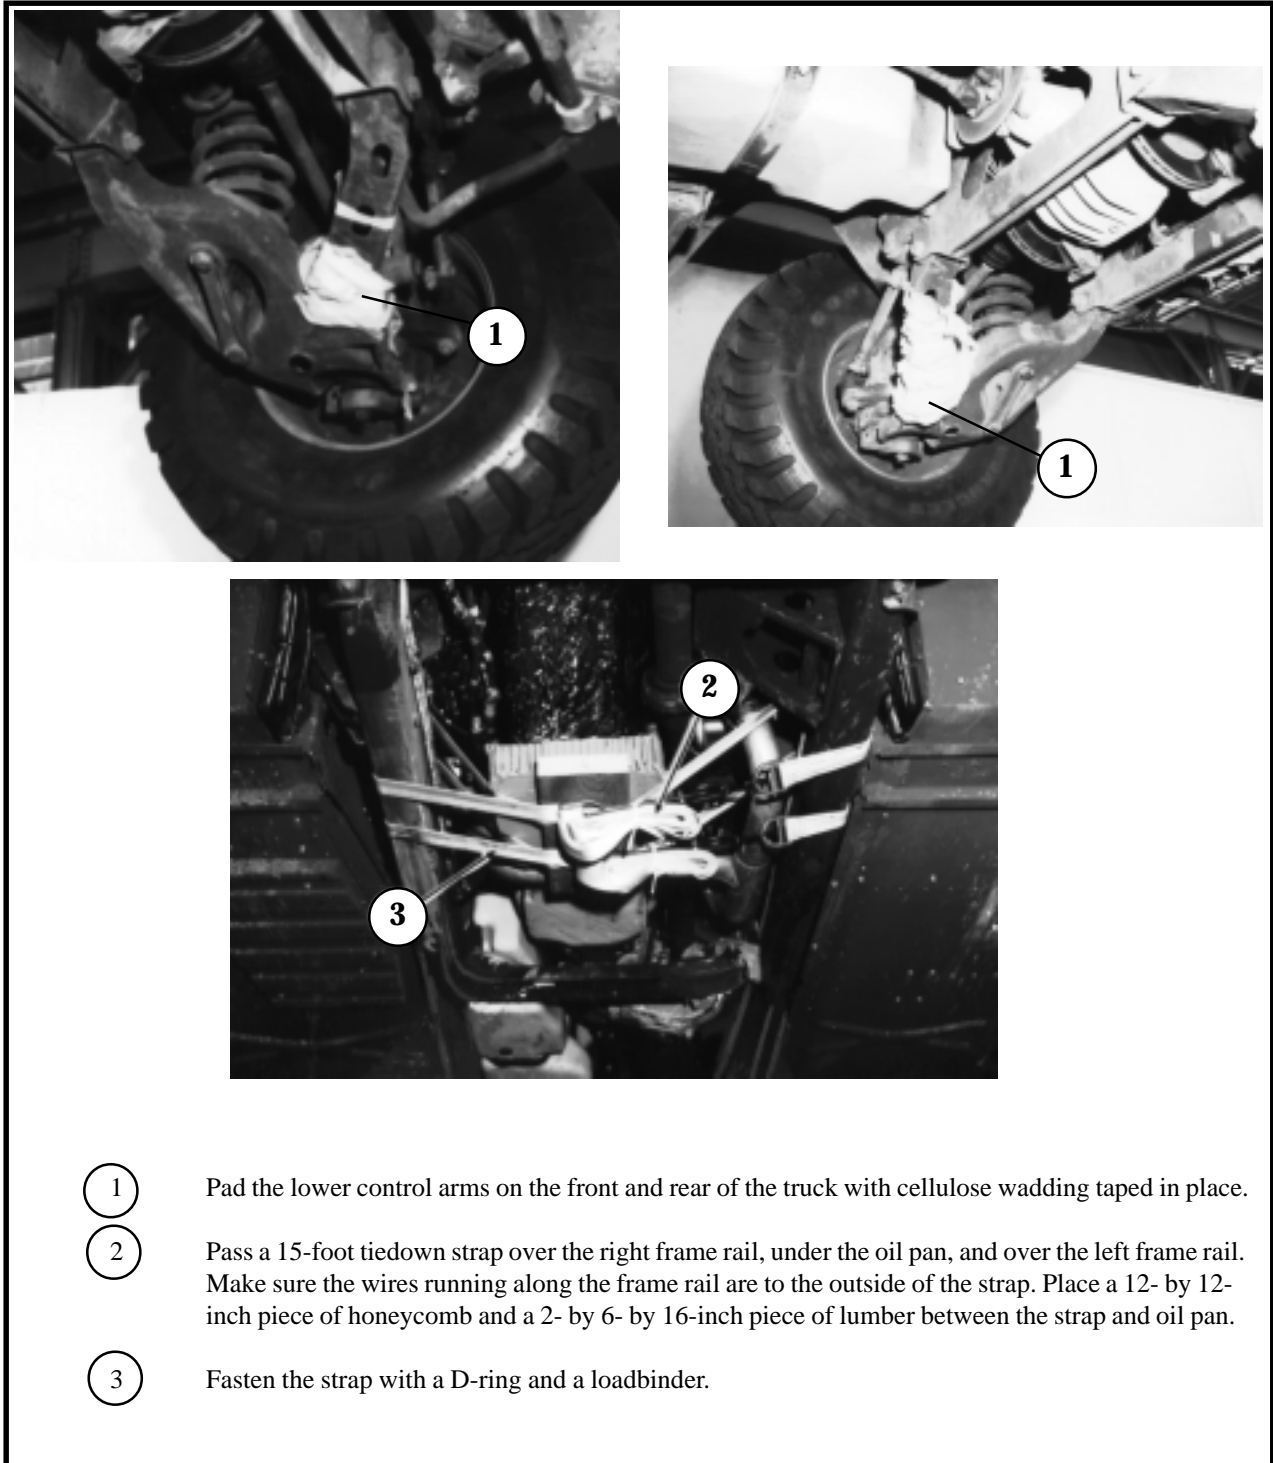 1
1
2
3
1 Pad the lower control arms on the front and rear of the truck with cellulose wadding taped in place.
2 Pass a 15-foot tiedown strap over the right frame rail, under the oil pan, and over the left frame rail.
Make sure the wires running along the frame rail are to the outside of the strap. Place a 12- by 12-
inch piece of honeycomb and a 2- by 6- by 16-inch piece of lumber between the strap and oil pan.
3 Fasten the strap with a D-ring and a loadbinder.